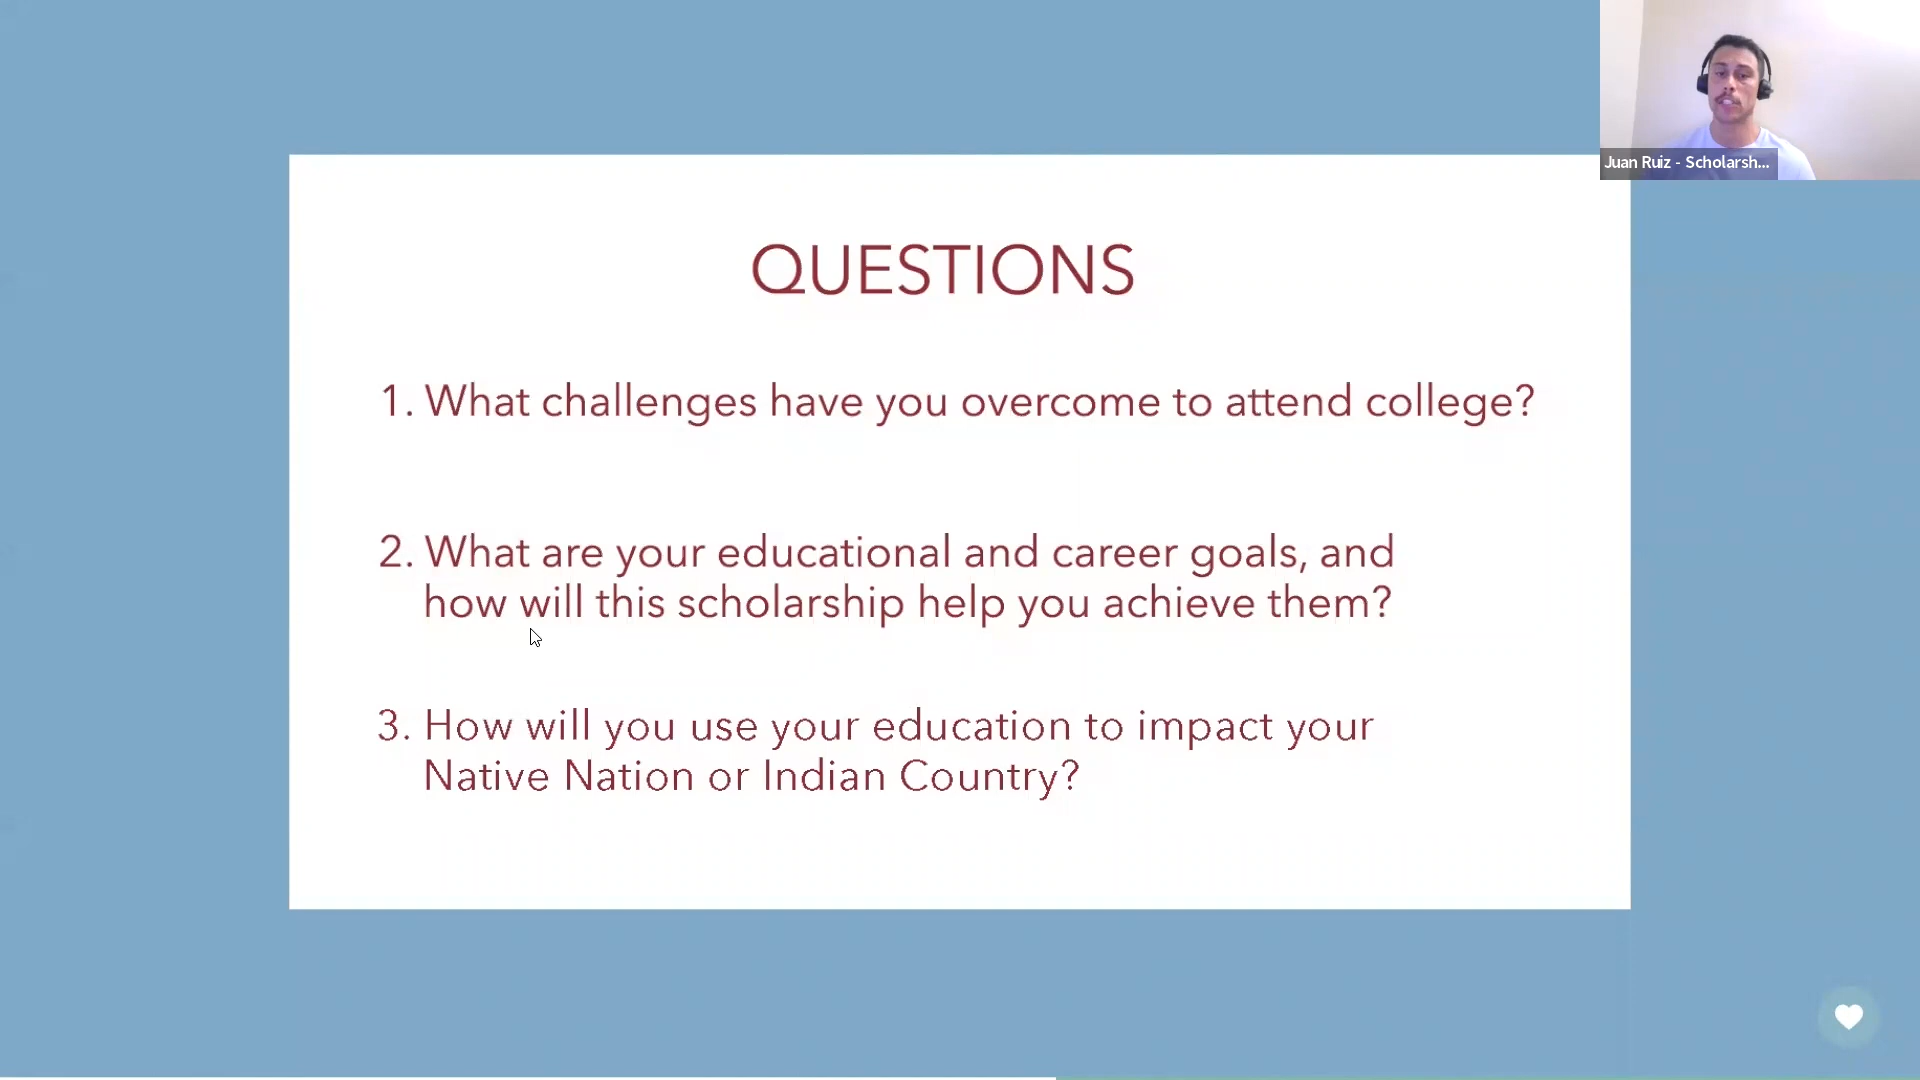 Juan Ruiz - Scholarsh...
QUESTIONS
1. What challenges have you overcome to attend college?
2. What are your educational and career goals, and
how will this scholarship help you achieve them?
3. How will you use your education to impact your
Native Nation or Indian Country?